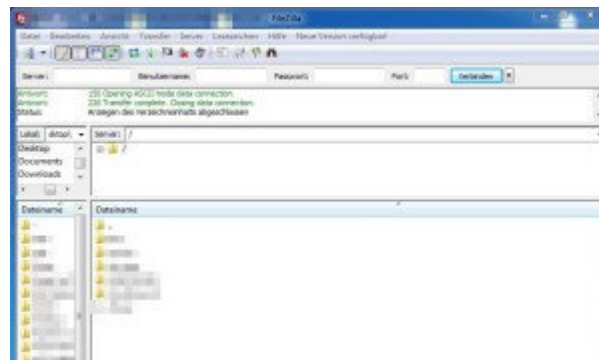 FileZilla
Datei Bearbeiten Ansicht Transfer Server Lesezeichen Hilfe Neue Version verfügbar!
Server: Benutzername: Passwort: Port: Verbinden
Antwort: 150 Opening ASCII mode data connection.
Antwort: 226 Transfer complete. Closing data connection.
Status: Anzeigen des Verzeichnisinhalts abgeschlossen
Lokal: Server: /
Desktop /
Documents
Downloads
Dateiname Dateiname
..